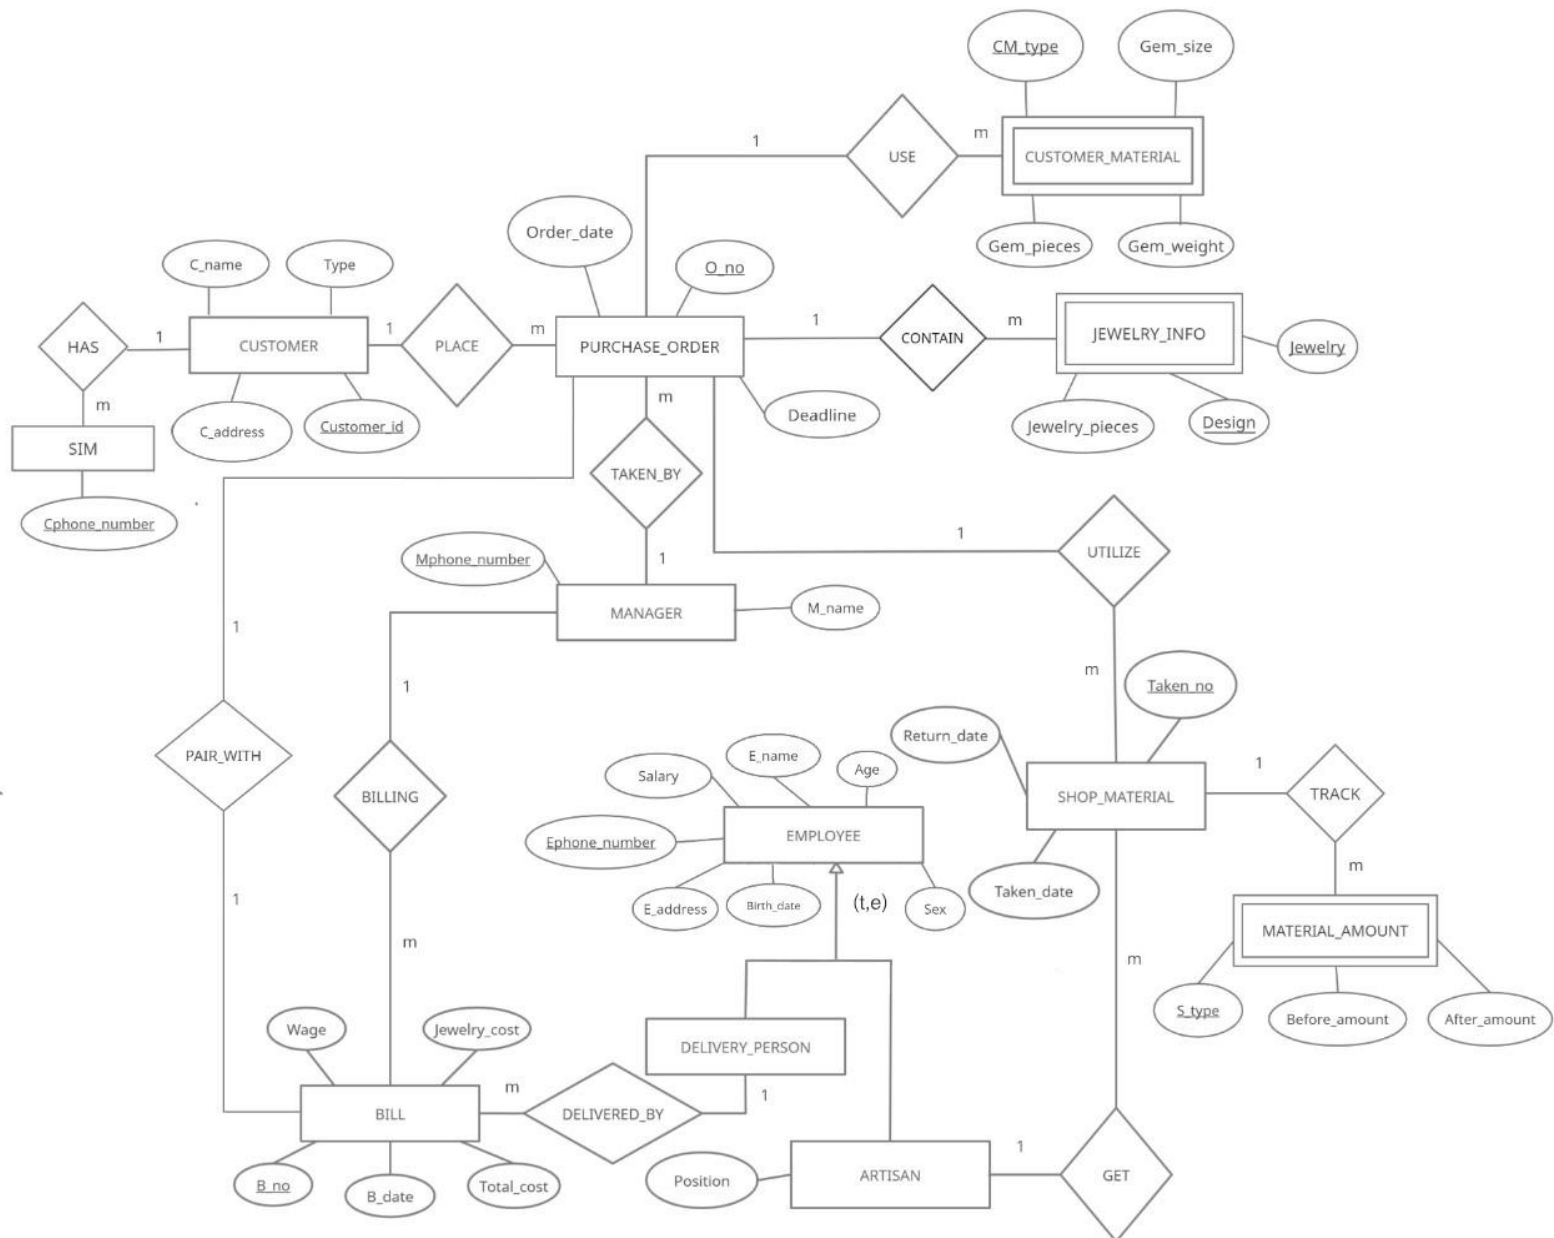 CM_type
Gem_size
1
m
USE
CUSTOMER_MATERIAL
Order_date
Gem_pieces
Gem_weight
C_name
Type
O_no
HAS
1
CUSTOMER
1
PLACE
m
PURCHASE_ORDER
1
CONTAIN
m
JEWELRY_INFO
Jewelry
m
m
C_address
Customer_id
Deadline
Jewelry_pieces
Design
SIM
TAKEN_BY
Cphone_number
1
UTILIZE
Mphone_number
1
MANAGER
M_name
1
m
1
Taken_no
Return_date
PAIR_WITH
BILLING
Salary
E_name
Age
SHOP_MATERIAL
1
TRACK
Ephone_number
EMPLOYEE
m
Taken_date
1
E_address
Birth_date
(t,e)
Sex
MATERIAL_AMOUNT
m
m
S_type
Before_amount
After_amount
Wage
Jewelry_cost
DELIVERY_PERSON
m
1
BILL
DELIVERED_BY
1
B_no
B_date
Total_cost
Position
ARTISAN
GET